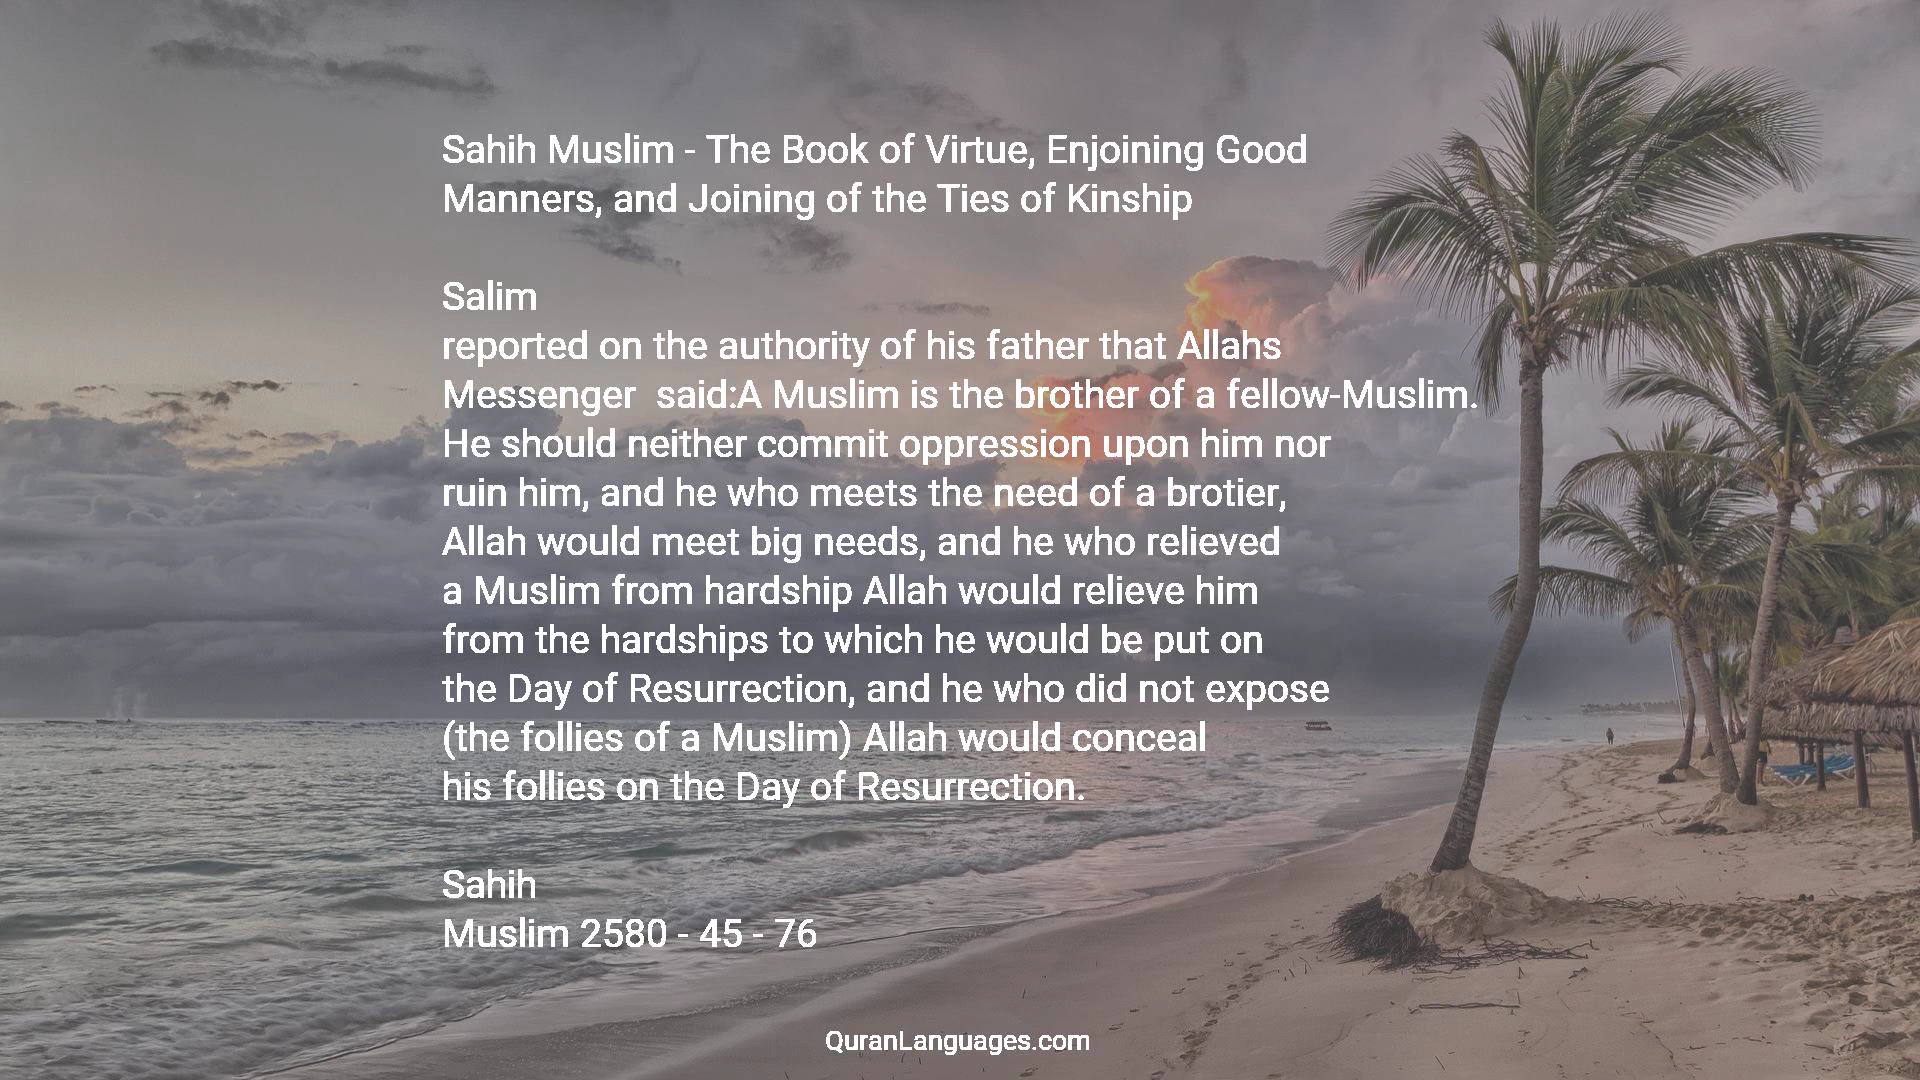 Sahih Muslim - The Book of Virtue, Enjoining Good
Manners, and Joining of the Ties of Kinship
Salim
reported on the authority of his father that Allahs
Messenger  said:A Muslim is the brother of a fellow-Muslim.
He should neither commit oppression upon him nor
ruin him, and he who meets the need of a brotier,
Allah would meet big needs, and he who relieved
a Muslim from hardship Allah would relieve him
from the hardships to which he would be put on
the Day of Resurrection, and he who did not expose
(the follies of a Muslim) Allah would conceal
his follies on the Day of Resurrection.
Sahih
Muslim 2580 - 45 - 76
QuranLanguages.com